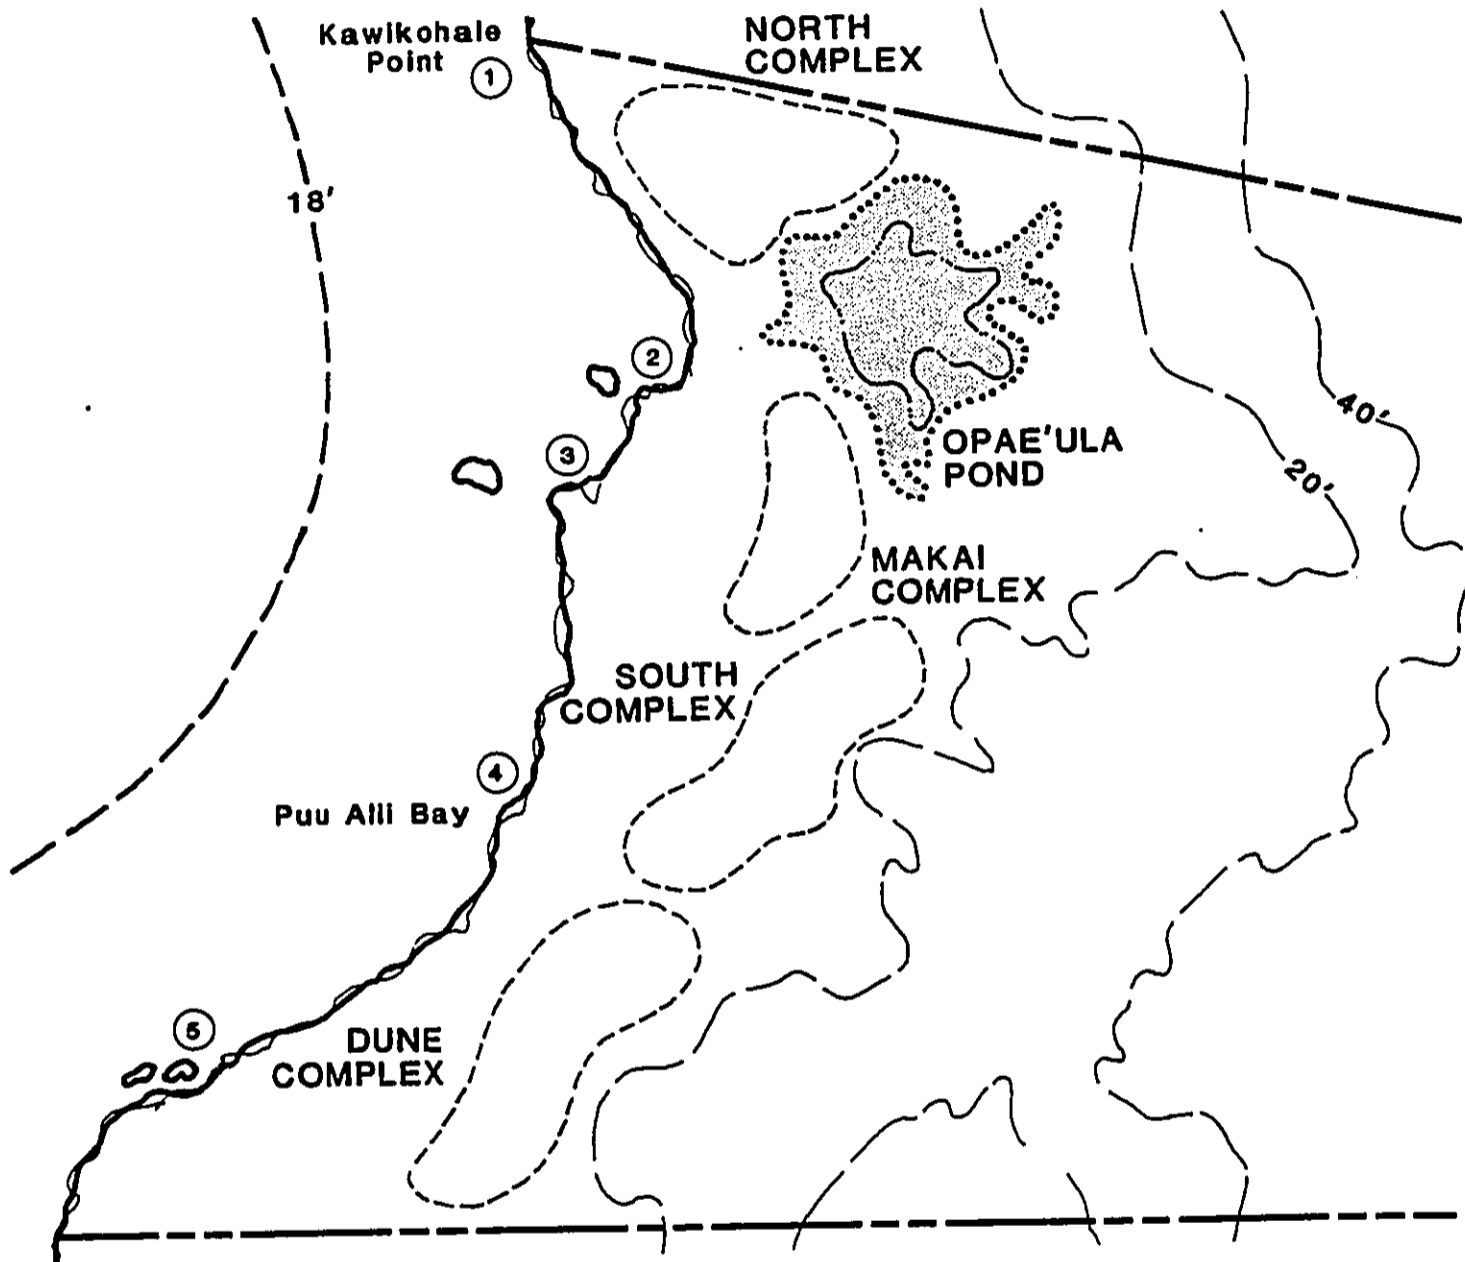 Kawikohale
Point
1
NORTH
COMPLEX
18'
2
3
40'
20'
OPAE'ULA
POND
MAKAI
COMPLEX
SOUTH
COMPLEX
4
Puu Alii Bay
5
DUNE
COMPLEX